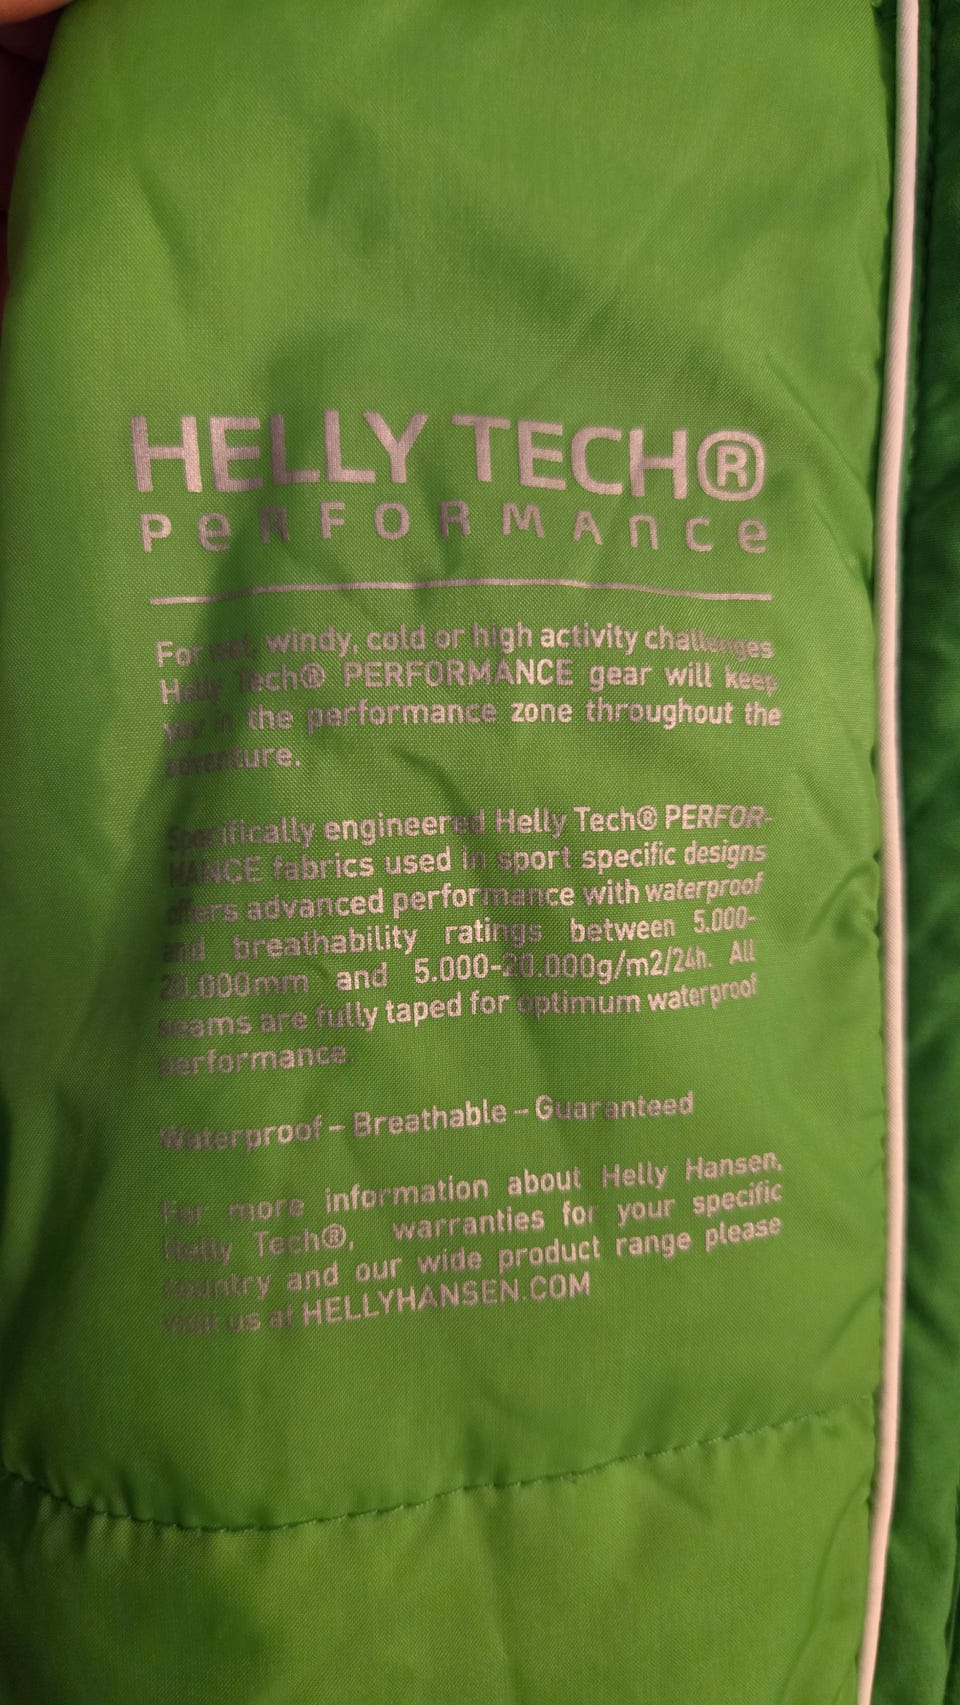 HELLY TECH®
PeRFORMAnce
For wet, windy, cold or high activity challenges
Helly Tech® PERFORMANCE gear will keep
you in the performance zone throughout the
adventure.
Specifically engineered Helly Tech® PERFOR-
MANCE fabrics used in sport specific designs
offers advanced performance with waterproof
and breathability ratings between 5.000-
20.000mm and 5.000-20.000g/m2/24h. All
seams are fully taped for optimum waterproof
performance.
Waterproof – Breathable – Guaranteed
For more information about Helly Hansen,
Helly Tech®, warranties for your specific
country and our wide product range please
visit us at HELLYHANSEN.COM